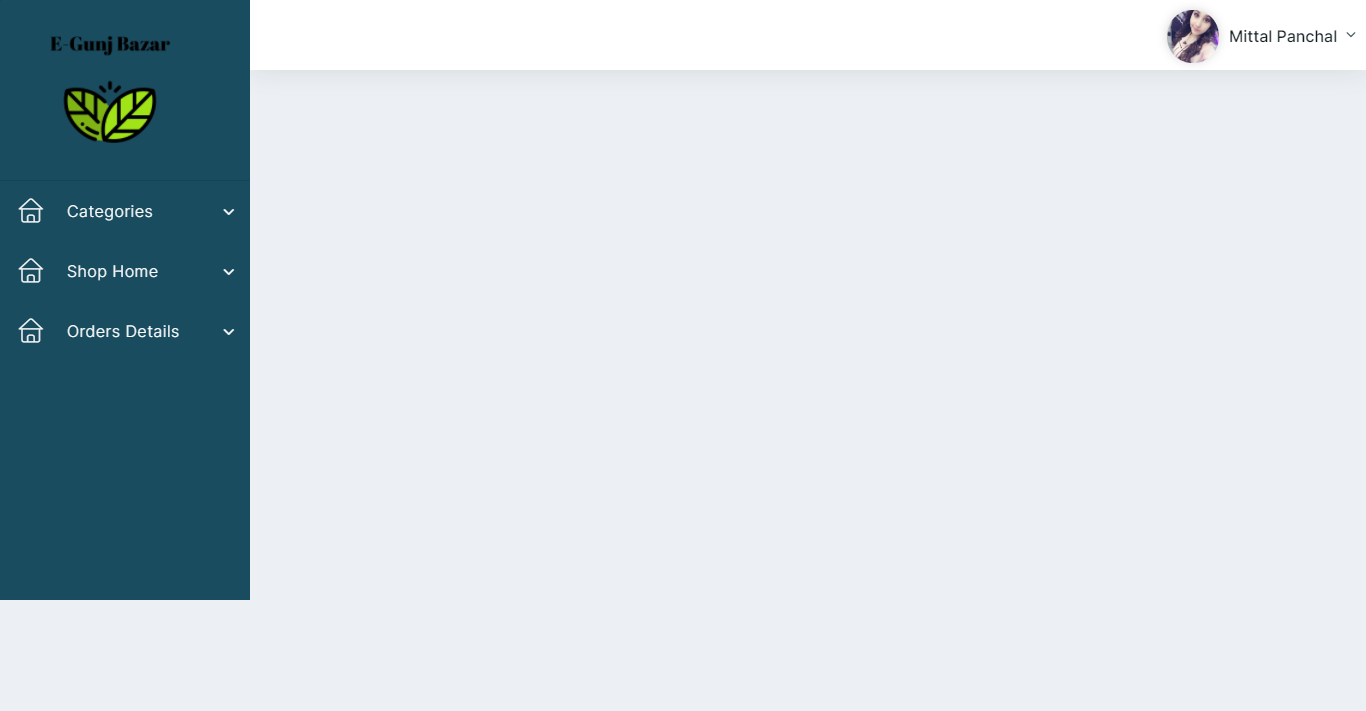 E-Gunj Bazar
Mittal Panchal
Categories
Shop Home
Orders Details